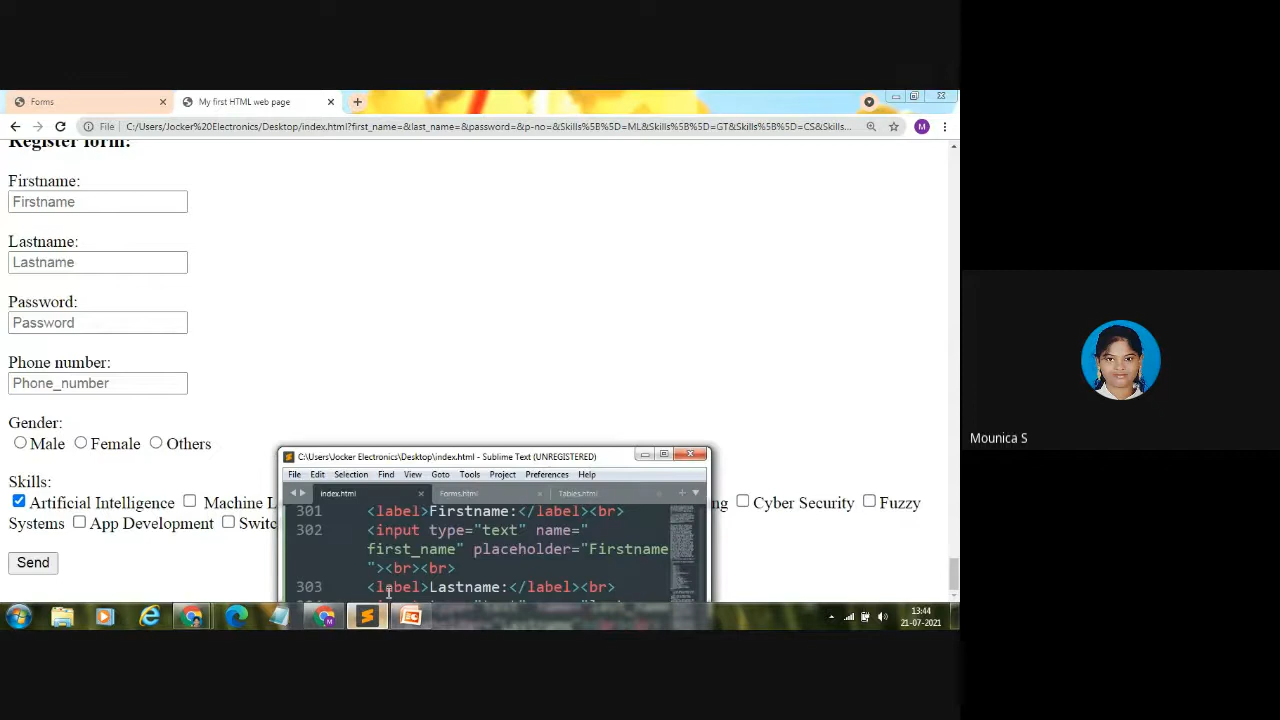 Forms
My first HTML web page
File C:/Users/Jocker%20Electronics/Desktop/index.html?first_name=&last_name=&password=&p-no=&Skills%5B%5D=ML&Skills%5B%5D=GT&Skills%5B%5D=CS&Skills...
M
Register form:
Firstname:
Firstname
Lastname:
Lastname
Password:
Password
Phone number:
Phone_number
Gender:
Male Female Others
Skills:
Artificial Intelligence Machine L
ng Cyber Security Fuzzy
Systems App Development Switc
Send
C:\Users\Jocker Electronics\Desktop\index.html - Sublime Text (UNREGISTERED)
File Edit Selection Find View Goto Tools Project Preferences Help
index.html Forms.html Tables.html
301 <label>Firstname:</label><br>
302 <input type="text" name="
first_name" placeholder="Firstname
"><br><br>
303 <label>Lastname:</label><br>
13:44
21-07-2021
Mounica S